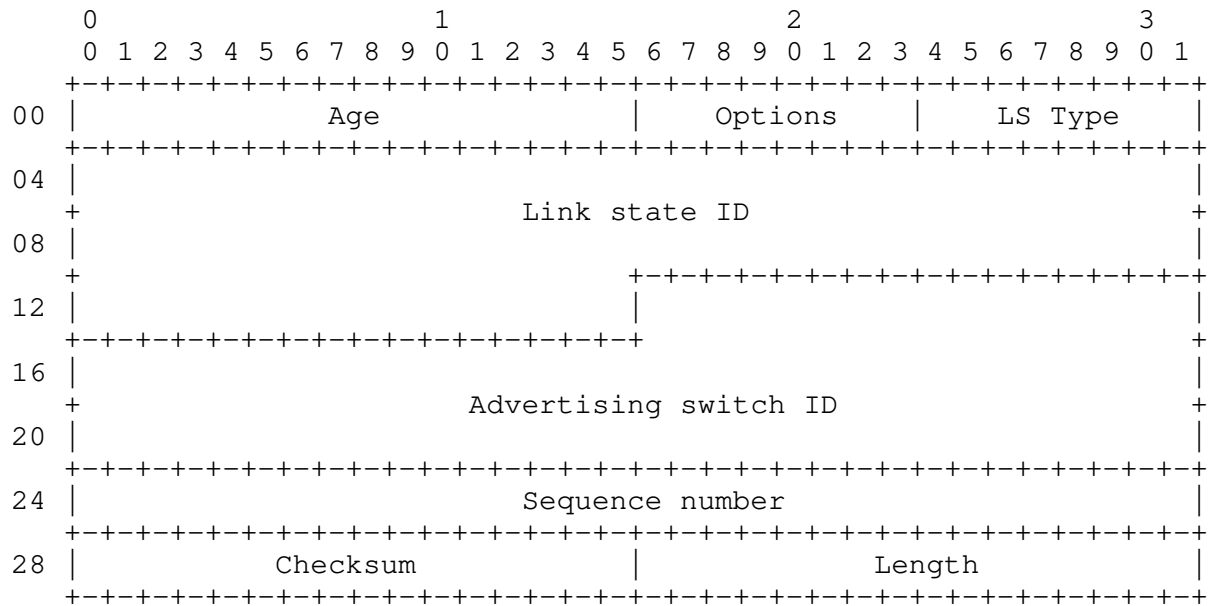 0                   1                   2                   3
     0 1 2 3 4 5 6 7 8 9 0 1 2 3 4 5 6 7 8 9 0 1 2 3 4 5 6 7 8 9 0 1
    +-+-+-+-+-+-+-+-+-+-+-+-+-+-+-+-+-+-+-+-+-+-+-+-+-+-+-+-+-+-+-+-+
00  |              Age              |    Options    |    LS Type    |
    +-+-+-+-+-+-+-+-+-+-+-+-+-+-+-+-+-+-+-+-+-+-+-+-+-+-+-+-+-+-+-+-+
04  |                                                               |
    +                         Link state ID                         +
08  |                                                               |
    +                               +-+-+-+-+-+-+-+-+-+-+-+-+-+-+-+-+
12  |                               |                               |
    +-+-+-+-+-+-+-+-+-+-+-+-+-+-+-+-+                               +
16  |                                                               |
    +                      Advertising switch ID                    +
20  |                                                               |
    +-+-+-+-+-+-+-+-+-+-+-+-+-+-+-+-+-+-+-+-+-+-+-+-+-+-+-+-+-+-+-+-+
24  |                         Sequence number                       |
    +-+-+-+-+-+-+-+-+-+-+-+-+-+-+-+-+-+-+-+-+-+-+-+-+-+-+-+-+-+-+-+-+
28  |           Checksum            |             Length            |
    +-+-+-+-+-+-+-+-+-+-+-+-+-+-+-+-+-+-+-+-+-+-+-+-+-+-+-+-+-+-+-+-+